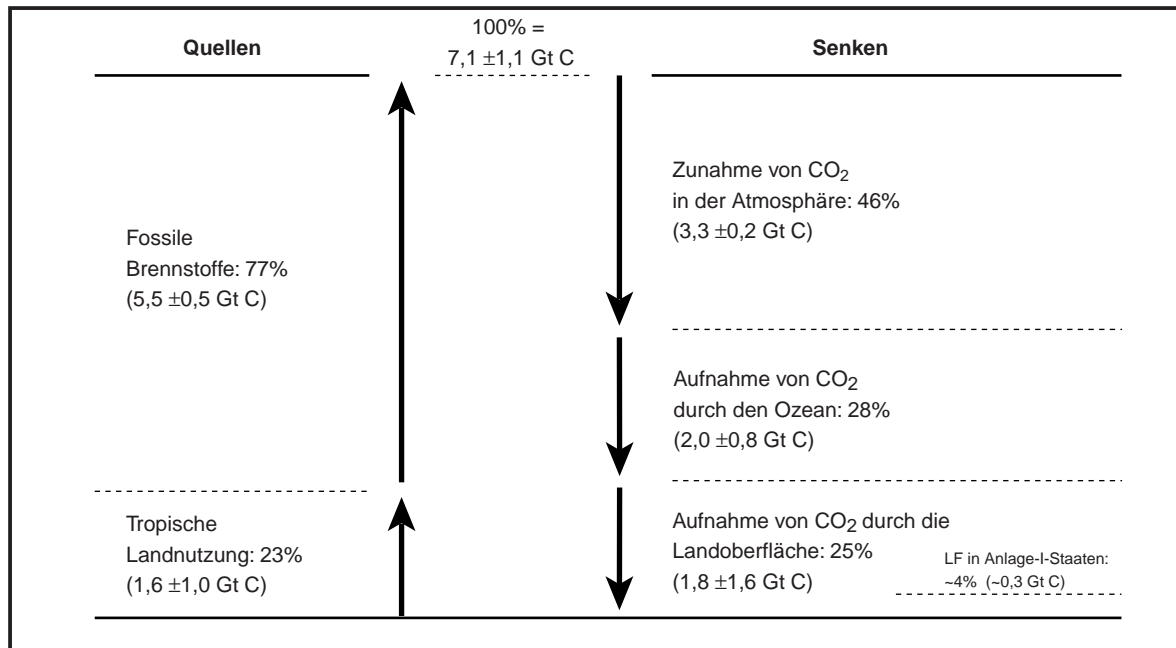 Quellen
100% =
7,1 ±1,1 Gt C
Senken
Fossile
Brennstoffe: 77%
(5,5 ±0,5 Gt C)
Tropische
Landnutzung: 23%
(1,6 ±1,0 Gt C)
Zunahme von CO₂
in der Atmosphäre: 46%
(3,3 ±0,2 Gt C)
Aufnahme von CO₂
durch den Ozean: 28%
(2,0 ±0,8 Gt C)
Aufnahme von CO₂ durch die
Landoberfläche: 25%
(1,8 ±1,6 Gt C)
LF in Anlage-I-Staaten:
~4% (~0,3 Gt C)